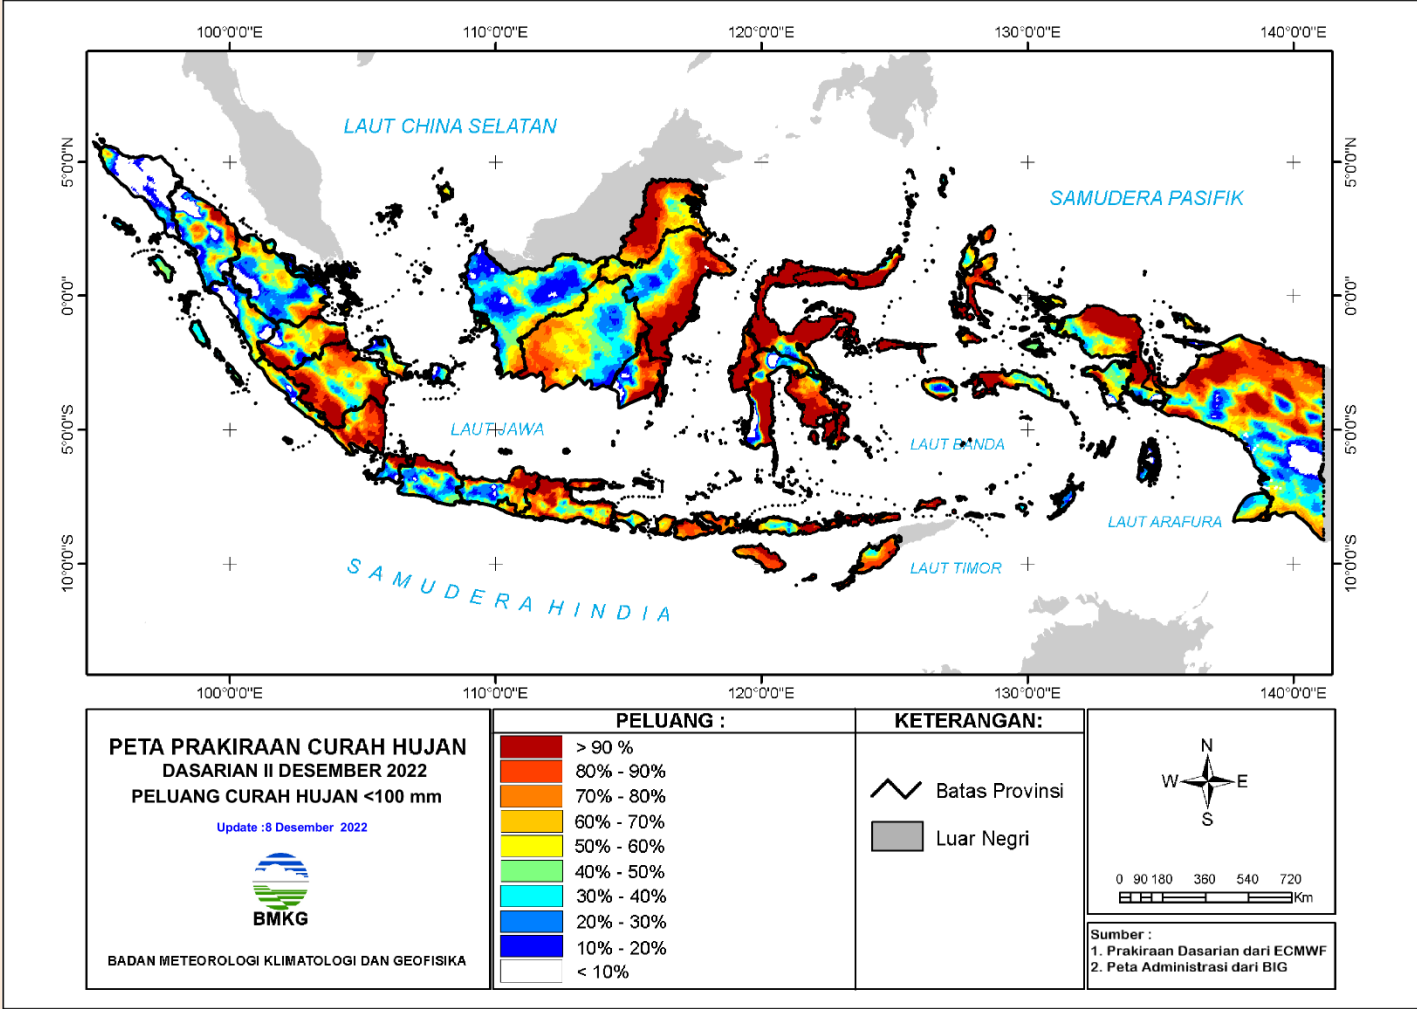 100°0'0"E 110°0'0"E 120°0'0"E 130°0'0"E 140°0'0"E
5°0'0"N
0°0'0"
5°0'0"S
10°0'0"S
LAUT CHINA SELATAN
SAMUDERA PASIFIK
LAUT JAWA
LAUT BANDA
LAUT ARAFURA
LAUT TIMOR
SAMUDERA HINDIA
5°0'0"N
0°0'0"
5°0'0"S
10°0'0"S
100°0'0"E 110°0'0"E 120°0'0"E 130°0'0"E 140°0'0"E
PETA PRAKIRAAN CURAH HUJAN
DASARIAN II DESEMBER 2022
PELUANG CURAH HUJAN <100 mm
Update :8 Desember 2022
BMKG
BADAN METEOROLOGI KLIMATOLOGI DAN GEOFISIKA
PELUANG :
> 90 %
80% - 90%
70% - 80%
60% - 70%
50% - 60%
40% - 50%
30% - 40%
20% - 30%
10% - 20%
< 10%
KETERANGAN:
Batas Provinsi
Luar Negri
N
W E
S
0 90 180 360 540 720
Km
Sumber :
1. Prakiraan Dasarian dari ECMWF
2. Peta Administrasi dari BIG